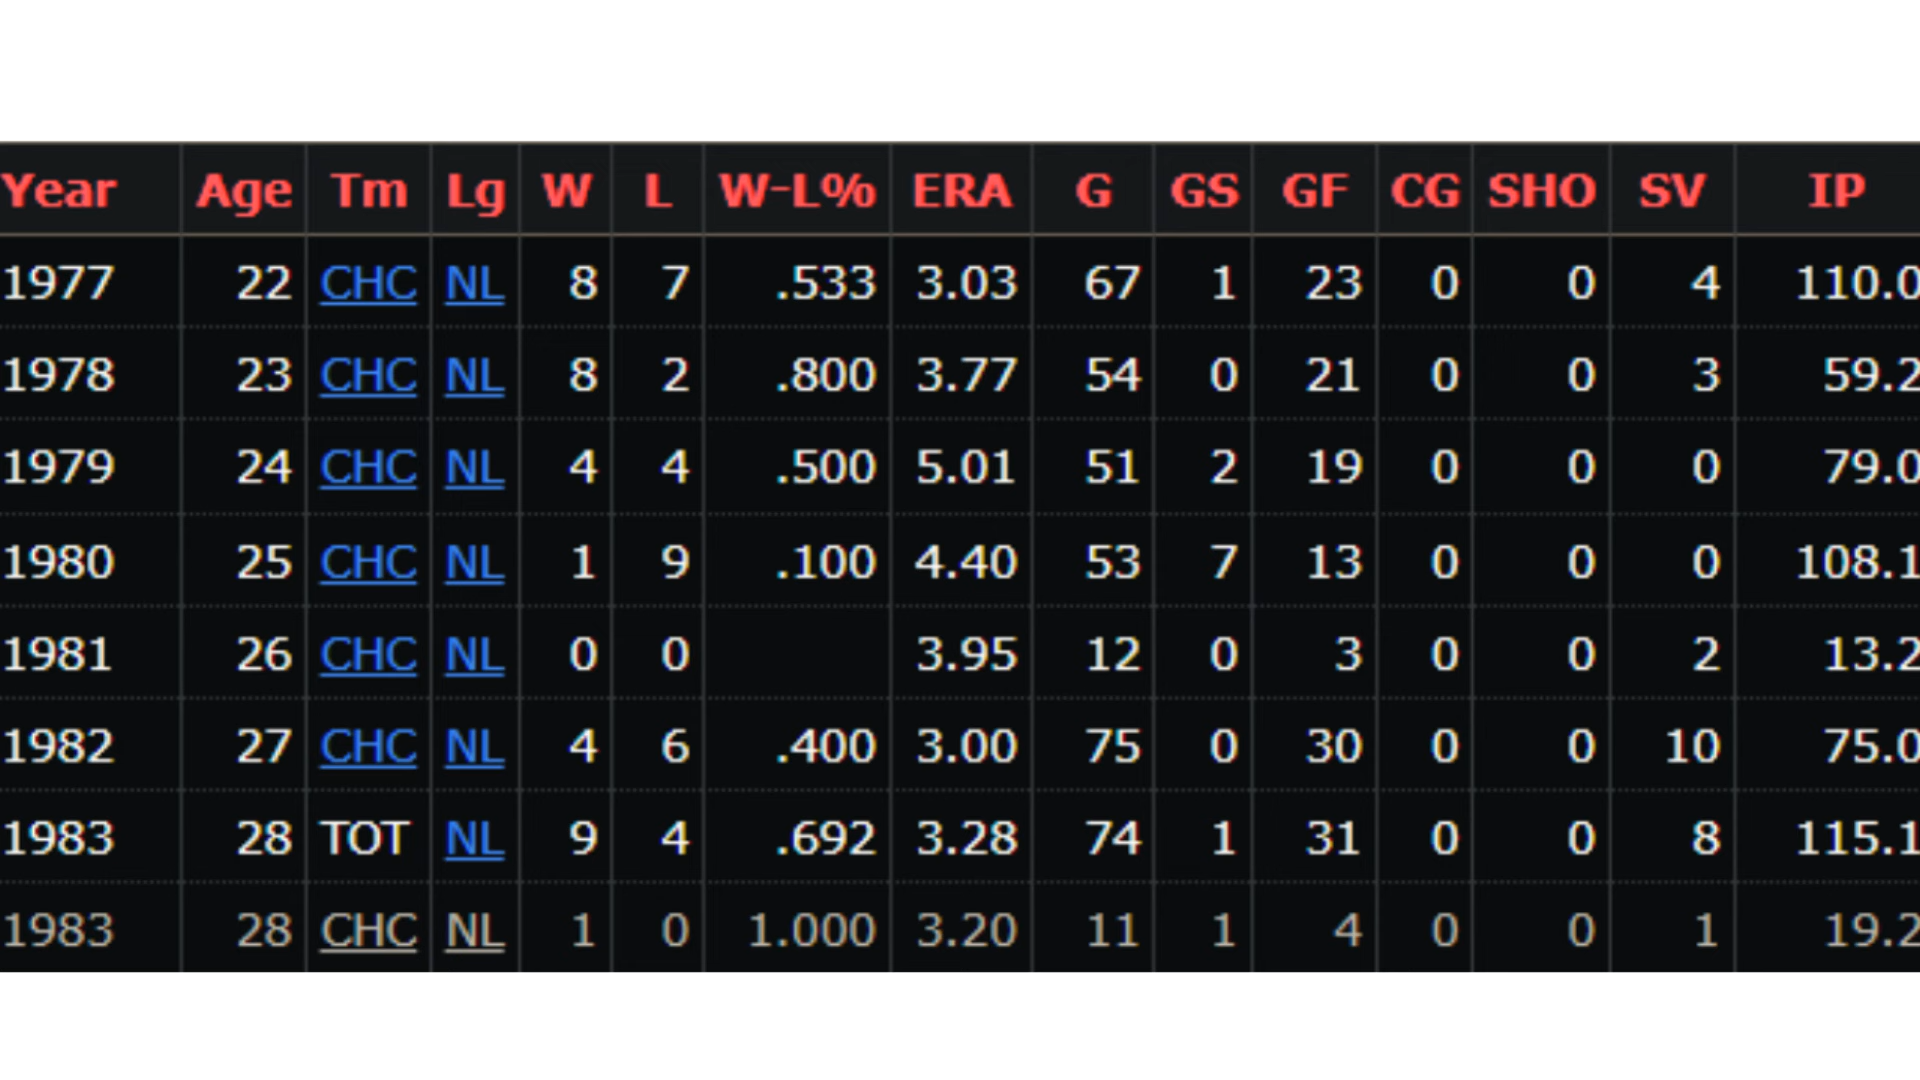 Year Age Tm Lg W L W-L% ERA G GS GF CG SHO SV IP
1977 22 CHC NL 8 7 .533 3.03 67 1 23 0 0 4 110.0
1978 23 CHC NL 8 2 .800 3.77 54 0 21 0 0 3 59.2
1979 24 CHC NL 4 4 .500 5.01 51 2 19 0 0 0 79.0
1980 25 CHC NL 1 9 .100 4.40 53 7 13 0 0 0 108.1
1981 26 CHC NL 0 0 3.95 12 0 3 0 0 2 13.2
1982 27 CHC NL 4 6 .400 3.00 75 0 30 0 0 10 75.0
1983 28 TOT NL 9 4 .692 3.28 74 1 31 0 0 8 115.1
1983 28 CHC NL 1 0 1.000 3.20 11 1 4 0 0 1 19.2